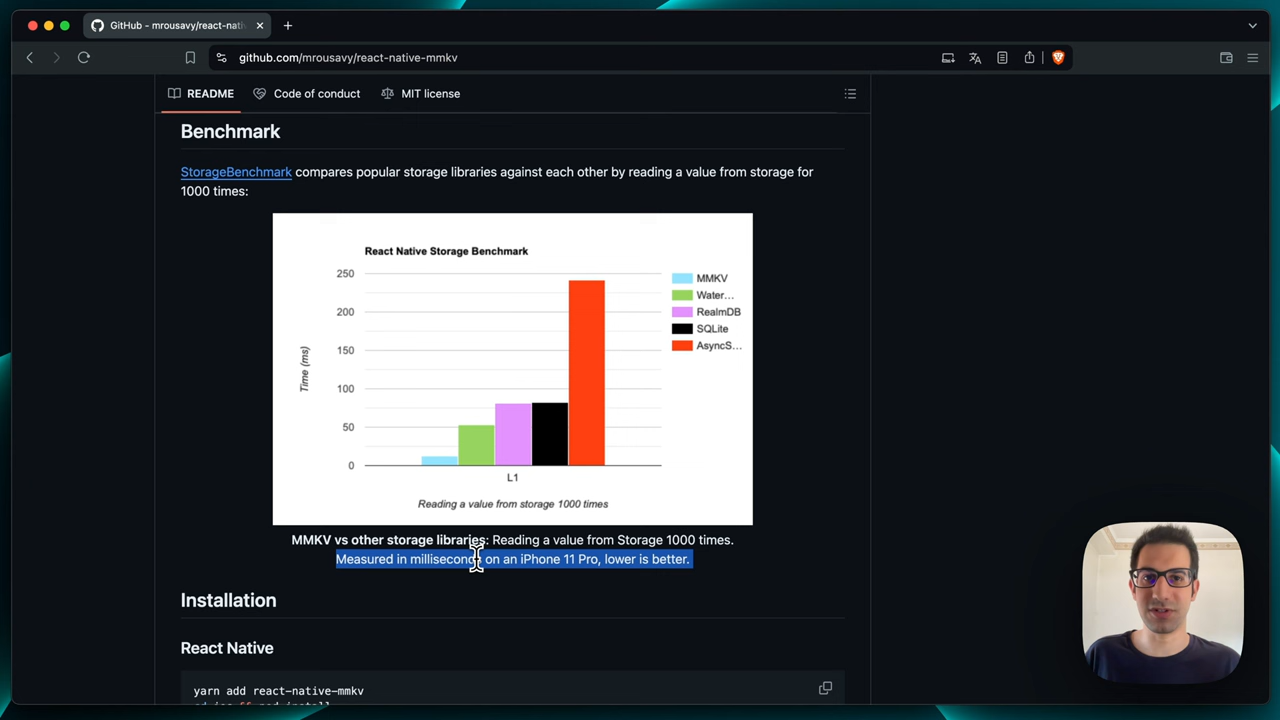 GitHub - mrousavy/react-nati
github.com/mrousavy/react-native-mmkv
README
Code of conduct
MIT license
Benchmark
StorageBenchmark compares popular storage libraries against each other by reading a value from storage for
1000 times:
React Native Storage Benchmark
250
200
150
100
50
0
Time (ms)
MMKV
Water...
RealmDB
SQLite
AsyncS...
L1
Reading a value from storage 1000 times
MMKV vs other storage libraries: Reading a value from Storage 1000 times.
Measured in milliseconds on an iPhone 11 Pro, lower is better.
Installation
React Native
yarn add react-native-mmkv